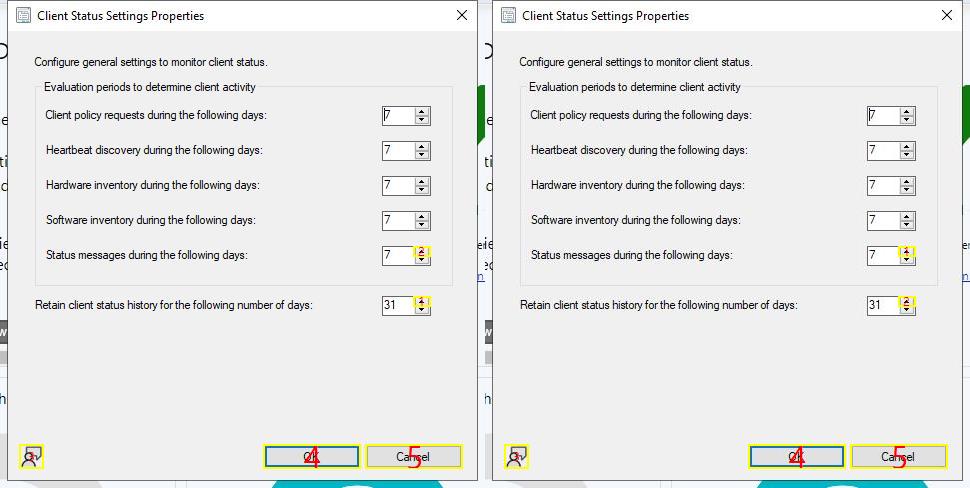 Client Status Settings Properties
Configure general settings to monitor client status.
Evaluation periods to determine client activity
Client policy requests during the following days: 7
Heartbeat discovery during the following days: 7
Hardware inventory during the following days: 7
Software inventory during the following days: 7
Status messages during the following days: 7
Retain client status history for the following number of days: 31
OK 4
Cancel 5
Client Status Settings Properties
Configure general settings to monitor client status.
Evaluation periods to determine client activity
Client policy requests during the following days: 7
Heartbeat discovery during the following days: 7
Hardware inventory during the following days: 7
Software inventory during the following days: 7
Status messages during the following days: 7
Retain client status history for the following number of days: 31
OK 4
Cancel 5